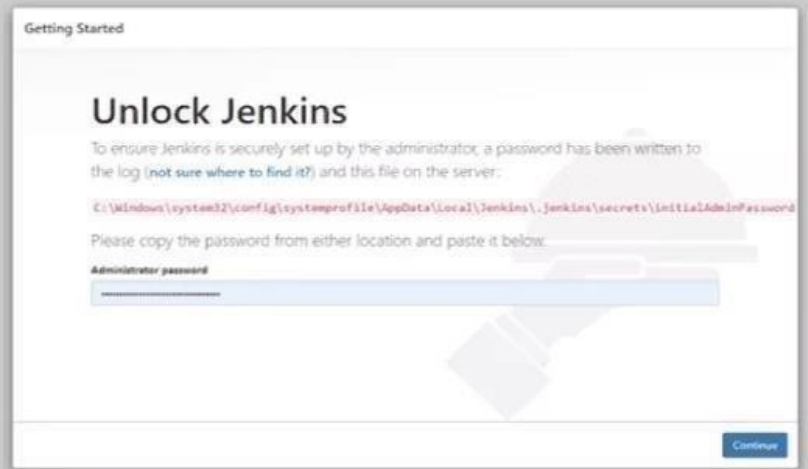 Getting Started
Unlock Jenkins
To ensure Jenkins is securely set up by the administrator, a password has been written to
the log (not sure where to find it?) and this file on the server:
C:\Windows\system32\config\systemprofile\AppData\Local\Jenkins\.jenkins\secrets\initialAdminPassword
Please copy the password from either location and paste it below.
Administrator password
Continue